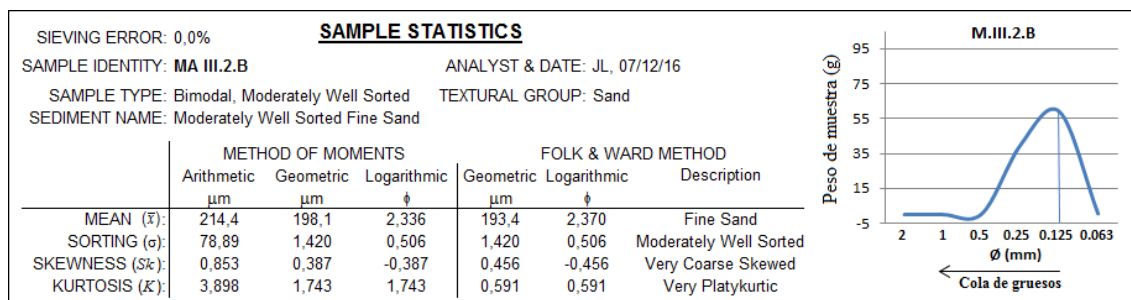 SIEVING ERROR: 0,0% SAMPLE STATISTICS
SAMPLE IDENTITY: MA III.2.B ANALYST & DATE: JL, 07/12/16
SAMPLE TYPE: Bimodal, Moderately Well Sorted TEXTURAL GROUP: Sand
SEDIMENT NAME: Moderately Well Sorted Fine Sand
METHOD OF MOMENTS FOLK & WARD METHOD
Arithmetic Geometric Logarithmic Geometric Logarithmic Description
μm μm ϕ μm ϕ
MEAN (x̄): 214,4 198,1 2,336 193,4 2,370 Fine Sand
SORTING (σ): 78,89 1,420 0,506 1,420 0,506 Moderately Well Sorted
SKEWNESS (Sk): 0,853 0,387 -0,387 0,456 -0,456 Very Coarse Skewed
KURTOSIS (K): 3,898 1,743 1,743 0,591 0,591 Very Platykurtic
M.III.2.B
Peso de muestra (g)
95
75
55
35
15
-5
2 1 0.5 0.25 0.125 0.063
Ø (mm)
Cola de gruesos